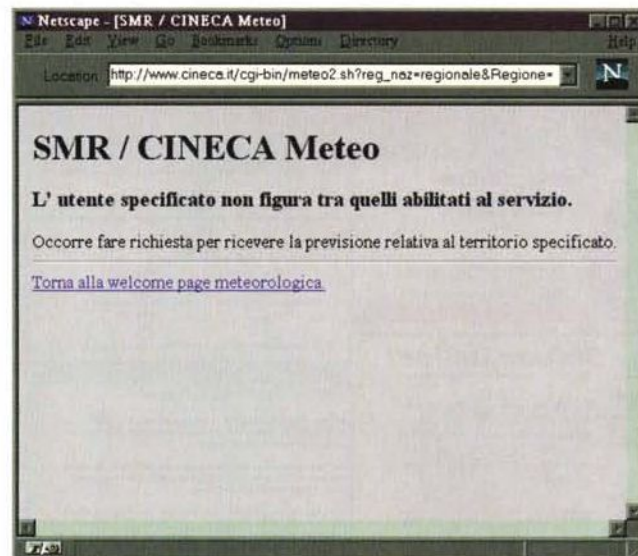 Netscape - [SMR / CINECA Meteo]
File Edit View Go Bookmarks Options Directory Help
Location: http://www.cineca.it/cgi-bin/meteo2.sh?reg_naz=regionale&Regione=
N
SMR / CINECA Meteo
L' utente specificato non figura tra quelli abilitati al servizio.
Occorre fare richiesta per ricevere la previsione relativa al territorio specificato.
Torna alla welcome page meteorologica.